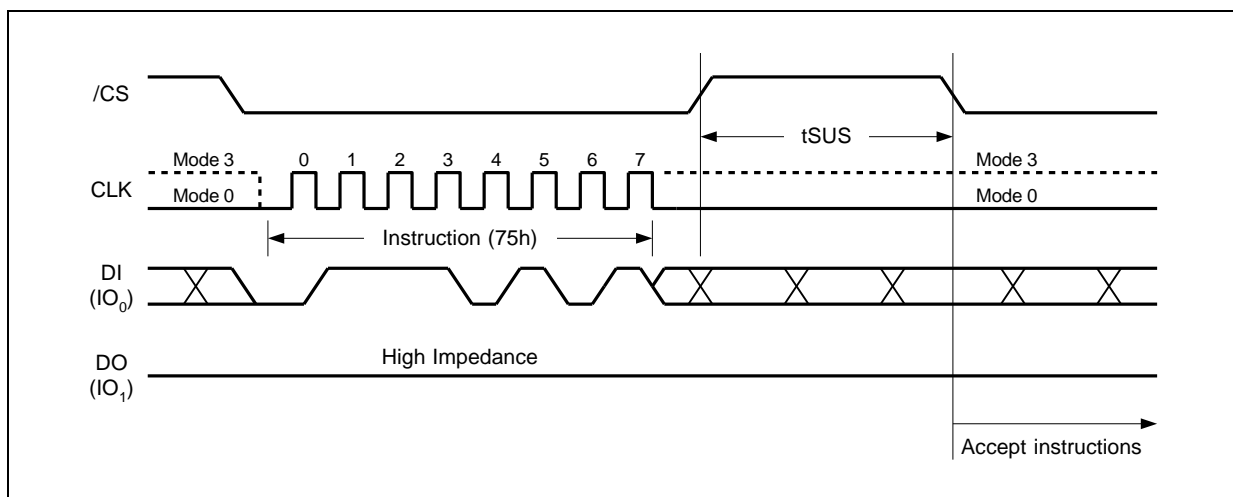 /CS
tSUS
Mode 3 0 1 2 3 4 5 6 7 Mode 3
CLK
Mode 0 Mode 0
Instruction (75h)
DI
(IO0)
High Impedance
DO
(IO1)
Accept instructions